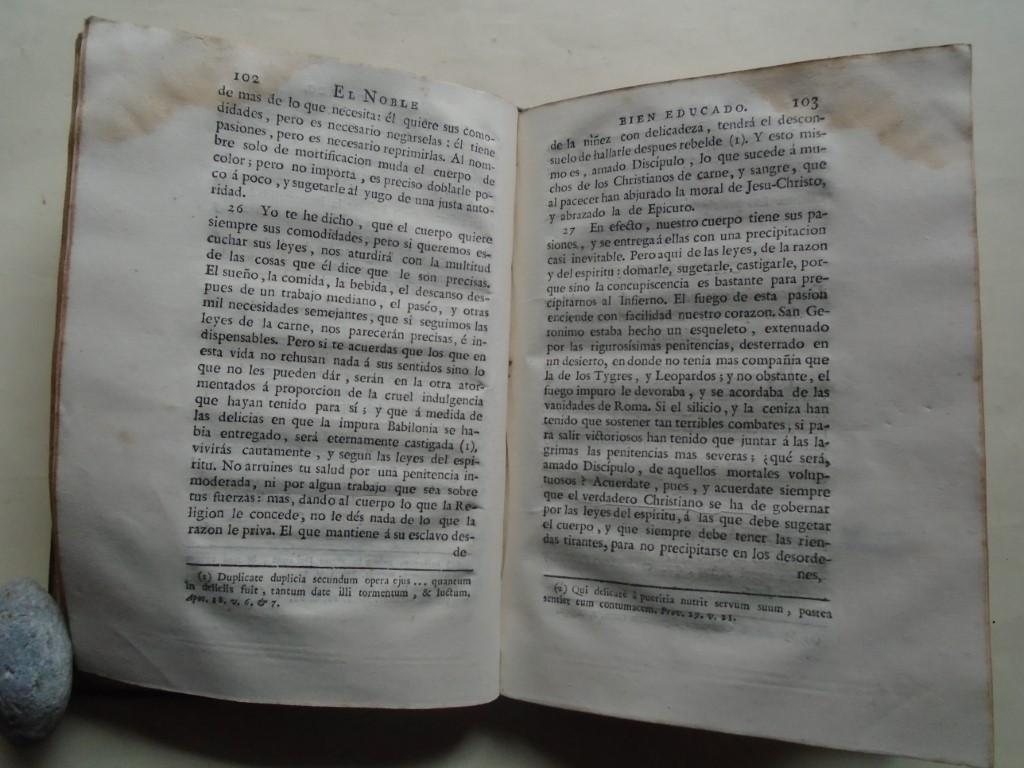 102
EL NOBLE
de mas de lo que necesita: él quiere sus como-
didades, pero es necesario negarselas: él tiene
pasiones, pero es necesario reprimirlas. Al nom-
bre solo de mortificacion muda el cuerpo de
color; pero no importa, es preciso doblarle po-
co á poco, y sugetarle al yugo de una justa auto-
ridad.
26 Yo te he dicho, que el cuerpo quiere
siempre sus comodidades, pero si queremos es-
cuchar sus leyes, nos aturdirá con la multitud
de las cosas que él dice que le son precisas.
El sueño, la comida, la bebida, el descanso des-
pues de un trabajo mediano, el paséo, y otras
mil necesidades semejantes, que si seguimos las
leyes de la carne, nos parecerán precisas, é in-
dispensables. Pero si te acuerdas que los que en
esta vida no rehusan nada á sus sentidos sino lo
que no les pueden dár, serán en la otra ator-
mentados á proporcion de la cruel indulgencia
que hayan tenido para sí; y que á medida de
las delicias en que la impura Babilonia se ha-
bia entregado, será eternamente castigada (1),
vivirás cautamente, y segun las leyes del espi-
ritu. No arruines tu salud por una penitencia in-
moderada, ni por algun trabajo que sea sobre
tus fuerzas: mas, dando al cuerpo lo que la Re-
ligion le concede, no le dés nada de lo que la
razon le priva. El que mantiene á su esclavo des-
de
(1) Duplicate duplicia secundum opera ejus... quantum
in deliciis fuit, tantum date illi tormentum, & luctum.
Apoc. 18. v. 6. & 7.
BIEN EDUCADO. 103
de la niñez con delicadeza, tendrá el descon-
suelo de hallarle despues rebelde (1). Y esto mis-
mo es, amado Discipulo, lo que sucede á mu-
chos de los Christianos de carne, y sangre, que
al pacecer han abjurado la moral de Jesu-Christo,
y abrazado la de Epicuro.
27 En efecto, nuestro cuerpo tiene sus pa-
siones, y se entrega á ellas con una precipitacion
casi inevitable. Pero aqui de las leyes, de la razon
y del espiritu: domarle, sugetarle, castigarle, por-
que sino la concupiscencia es bastante para pre-
cipitarnos al Infierno. El fuego de esta pasion
enciende con facilidad nuestro corazon. San Ge-
ronimo estaba hecho un esqueleto, extenuado
por las rigurosísimas penitencias, desterrado en
un desierto, en donde no tenia mas compañia que
la de los Tygres, y Leopardos; y no obstante, el
fuego impuro le devoraba, y se acordaba de las
vanidades de Roma. Si el silicio, y la ceniza han
tenido que sostener tan terribles combates, si pa-
ra salir victoriosos han tenido que juntar á las la-
grimas las penitencias mas severas; ¿qué será,
amado Discipulo, de aquellos mortales volup-
tuosos? Acuerdate, pues, y acuerdate siempre
que el verdadero Christiano se ha de gobernar
por las leyes del espiritu, á las que debe sugetar
el cuerpo, y que siempre debe tener las rien-
das tirantes, para no precipitarse en los desorde-
nes,
(1) Qui delicate à pueritia nutrit servum suum, postea
sentiet eum contumacem. Prov. 29. v. 21.